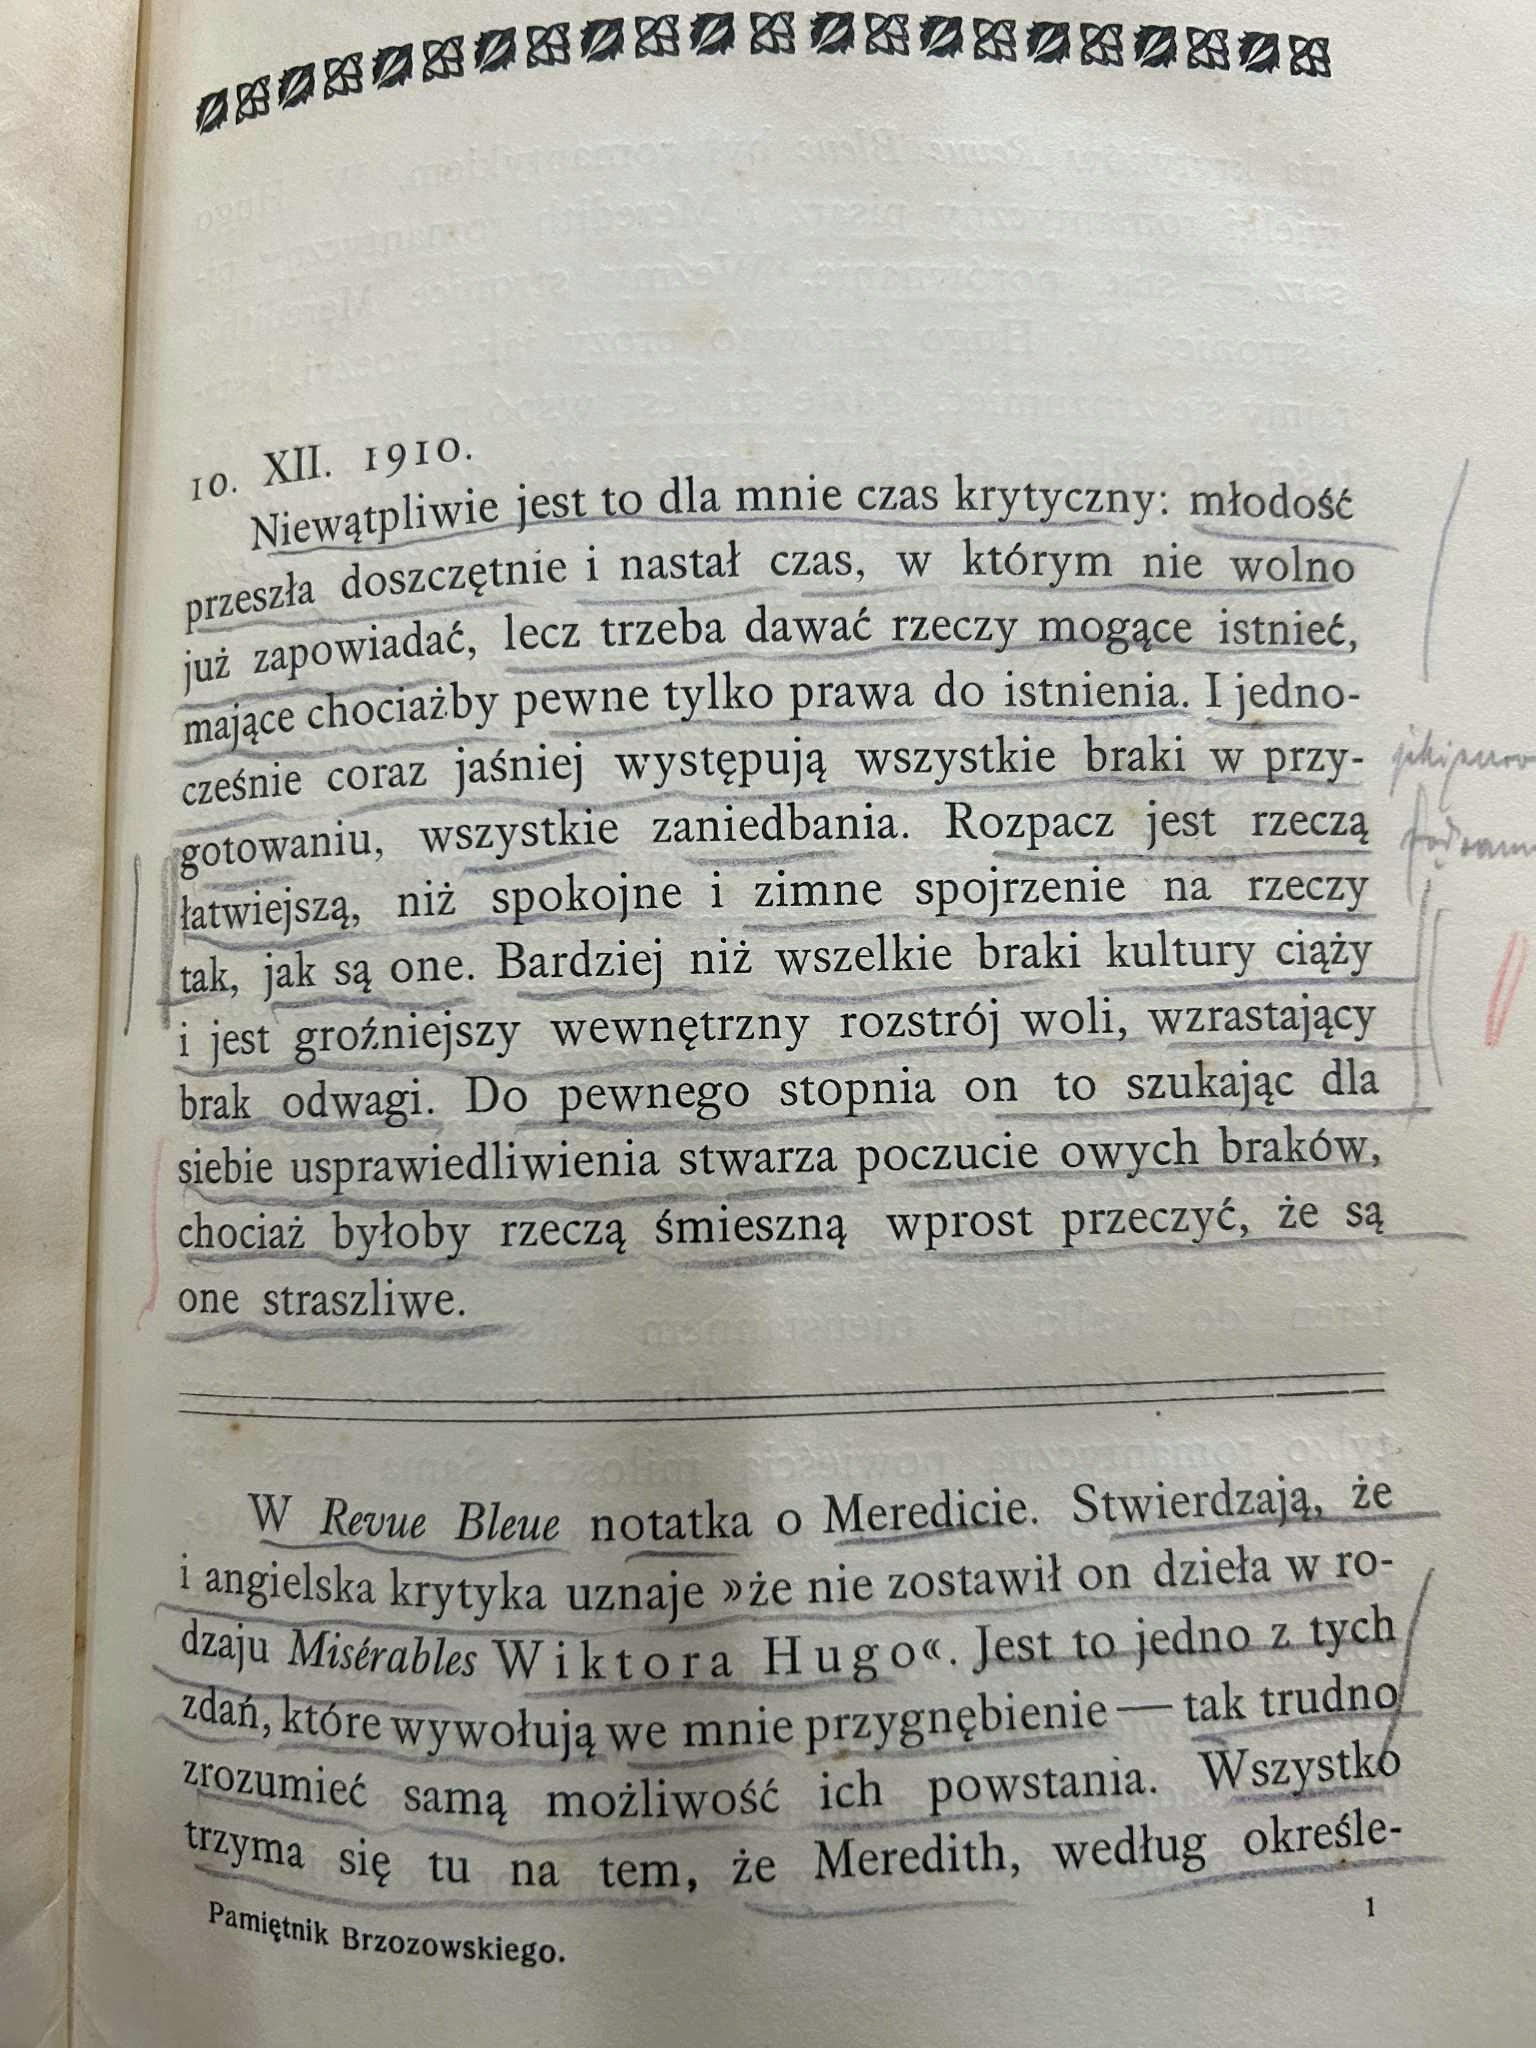 10. XII. 1910.
Niewątpliwie jest to dla mnie czas krytyczny: młodość
przeszła doszczętnie i nastał czas, w którym nie wolno
już zapowiadać, lecz trzeba dawać rzeczy mogące istnieć,
mające chociażby pewne tylko prawa do istnienia. I jedno-
cześnie coraz jaśniej występują wszystkie braki w przy-
gotowaniu, wszystkie zaniedbania. Rozpacz jest rzeczą
łatwiejszą, niż spokojne i zimne spojrzenie na rzeczy
tak, jak są one. Bardziej niż wszelkie braki kultury ciąży
i jest groźniejszy wewnętrzny rozstrój woli, wzrastający
brak odwagi. Do pewnego stopnia on to szukając dla
siebie usprawiedliwienia stwarza poczucie owych braków,
chociaż byłoby rzeczą śmieszną wprost przeczyć, że są
one straszliwe.
W Revue Bleue notatka o Meredicie. Stwierdzają, że
i angielska krytyka uznaje »że nie zostawił on dzieła w ro-
dzaju Misérables Wiktora Hugo«. Jest to jedno z tych
zdań, które wywołują we mnie przygnębienie — tak trudno
zrozumieć samą możliwość ich powstania. Wszystko
trzyma się tu na tem, że Meredith, według określe-
Pamiętnik Brzozowskiego.
1